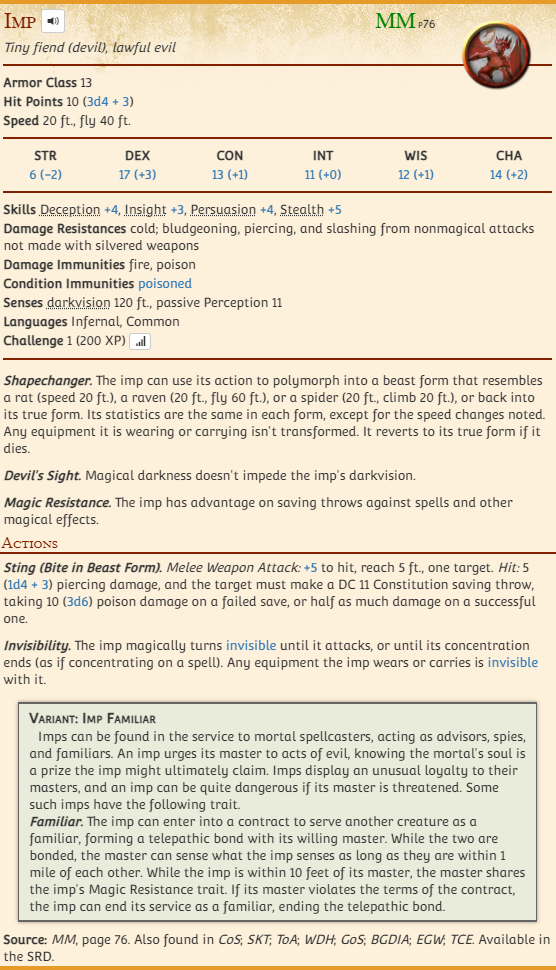 Imp MM p76
Tiny fiend (devil), lawful evil
Armor Class 13
Hit Points 10 (3d4 + 3)
Speed 20 ft., fly 40 ft.
STR DEX CON INT WIS CHA
6 (−2) 17 (+3) 13 (+1) 11 (+0) 12 (+1) 14 (+2)
Skills Deception +4, Insight +3, Persuasion +4, Stealth +5
Damage Resistances cold; bludgeoning, piercing, and slashing from nonmagical attacks
not made with silvered weapons
Damage Immunities fire, poison
Condition Immunities poisoned
Senses darkvision 120 ft., passive Perception 11
Languages Infernal, Common
Challenge 1 (200 XP)
Shapechanger. The imp can use its action to polymorph into a beast form that resembles
a rat (speed 20 ft.), a raven (20 ft., fly 60 ft.), or a spider (20 ft., climb 20 ft.), or back into
its true form. Its statistics are the same in each form, except for the speed changes noted.
Any equipment it is wearing or carrying isn't transformed. It reverts to its true form if it
dies.
Devil's Sight. Magical darkness doesn't impede the imp's darkvision.
Magic Resistance. The imp has advantage on saving throws against spells and other
magical effects.
Actions
Sting (Bite in Beast Form). Melee Weapon Attack: +5 to hit, reach 5 ft., one target. Hit: 5
(1d4 + 3) piercing damage, and the target must make a DC 11 Constitution saving throw,
taking 10 (3d6) poison damage on a failed save, or half as much damage on a successful
one.
Invisibility. The imp magically turns invisible until it attacks, or until its concentration
ends (as if concentrating on a spell). Any equipment the imp wears or carries is invisible
with it.
Variant: Imp Familiar
Imps can be found in the service to mortal spellcasters, acting as advisors, spies,
and familiars. An imp urges its master to acts of evil, knowing the mortal's soul is
a prize the imp might ultimately claim. Imps display an unusual loyalty to their
masters, and an imp can be quite dangerous if its master is threatened. Some
such imps have the following trait.
Familiar. The imp can enter into a contract to serve another creature as a
familiar, forming a telepathic bond with its willing master. While the two are
bonded, the master can sense what the imp senses as long as they are within 1
mile of each other. While the imp is within 10 feet of its master, the master shares
the imp's Magic Resistance trait. If its master violates the terms of the contract,
the imp can end its service as a familiar, ending the telepathic bond.
Source: MM, page 76. Also found in CoS; SKT; ToA; WDH; GoS; BGDIA; EGW; TCE. Available in
the SRD.